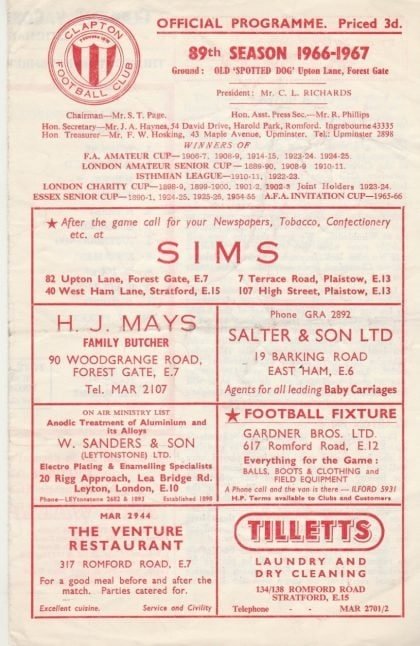 CLAPTON
FOOTBALL CLUB
OFFICIAL PROGRAMME. Priced 3d.
89th SEASON 1966-1967
Ground: OLD 'SPOTTED DOG' Upton Lane, Forest Gate
President: Mr. C. L. RICHARDS
Chairman—Mr. S. T. Page. Hon. Asst. Press Sec.—Mr. R. Phillips
Hon. Secretary—Mr. J. A. Haynes, 54 David Drive, Harold Park, Romford. Ingrebourne 43335
Hon. Treasurer—Mr. F. W. Hosking, 43 Maple Avenue, Upminster. Tel: Upminster 2898
WINNERS OF
F.A. AMATEUR CUP—1906-7, 1908-9, 1914-15, 1923-24, 1924-25.
LONDON AMATEUR SENIOR CUP—1889-90, 1908-9 1910-11.
ISTHMIAN LEAGUE—1910-11, 1922-23.
LONDON CHARITY CUP—1898-9, 1899-1900, 1901-2, 1902-3 Joint Holders 1923-24.
ESSEX SENIOR CUP—1890-1, 1924-25, 1925-26, 1954-55 A.F.A. INVITATION CUP—1965-66
★ After the game call for your Newspapers, Tobacco, Confectionery
etc. at
SIMS
82 Upton Lane, Forest Gate, E.7 7 Terrace Road, Plaistow, E.13
40 West Ham Lane, Stratford, E.15 107 High Street, Plaistow, E.13
H. J. MAYS
FAMILY BUTCHER
90 WOODGRANGE ROAD,
FOREST GATE, E.7
Tel. MAR 2107
Phone GRA 2892
SALTER & SON LTD
19 BARKING ROAD
EAST HAM, E.6
Agents for all leading Baby Carriages
ON AIR MINISTRY LIST
Anodic Treatment of Aluminium and
its Alloys
W. SANDERS & SON
(LEYTONSTONE) LTD.
Electro Plating & Enamelling Specialists
20 Rigg Approach, Lea Bridge Rd.
Leyton, London, E.10
Phone—LEYtonstone 2682 & 1893 Established 1898
★ FOOTBALL FIXTURE
GARDNER BROS. LTD.
617 Romford Road, E.12
Everything for the Game:
BALLS, BOOTS & CLOTHING and
FIELD EQUIPMENT
A Phone call and the van is there — ILFORD 5931
H.P. Terms available to Clubs and Customers
MAR 2944
THE VENTURE
RESTAURANT
317 ROMFORD ROAD, E.7
For a good meal before and after the
match. Parties catered for.
Excellent cuisine. Service and Civility
TILLETTS
LAUNDRY AND
DRY CLEANING
134/138 ROMFORD ROAD
STRATFORD, E.15
Telephone - - MAR 2701/2